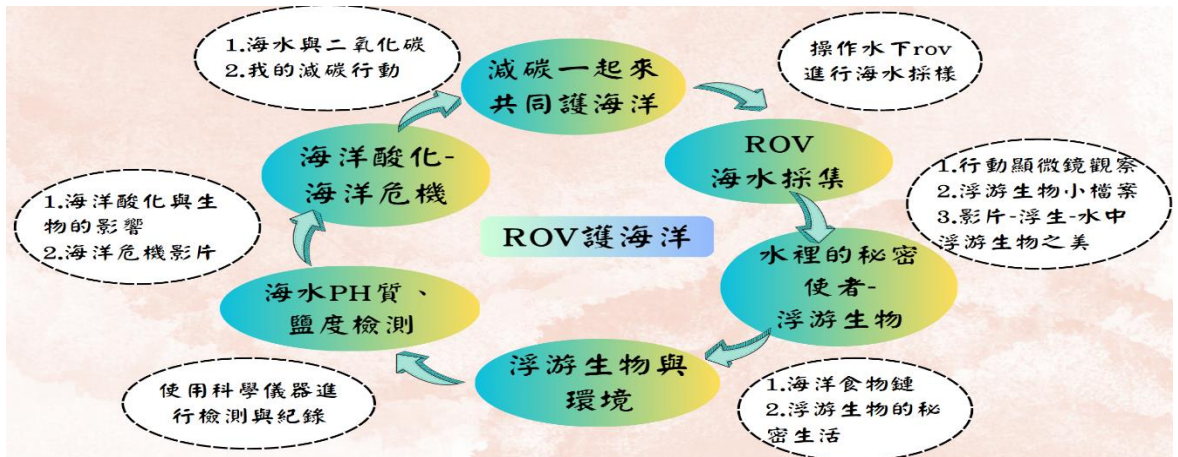 ROV護海洋
減碳一起來
共同護海洋
操作水下rov
進行海水採樣
ROV
海水採集
1.行動顯微鏡觀察
2.浮游生物小檔案
3.影片-浮生-水中
浮游生物之美
水裡的秘密
使者-
浮游生物
1.海洋食物鏈
2.浮游生物的秘
密生活
浮游生物與
環境
使用科學儀器進
行檢測與紀錄
海水PH质、
鹽度檢測
1.海洋酸化與生
物的影響
2.海洋危機影片
海洋酸化-
海洋危機
1.海水與二氧化碳
2.我的減碳行動